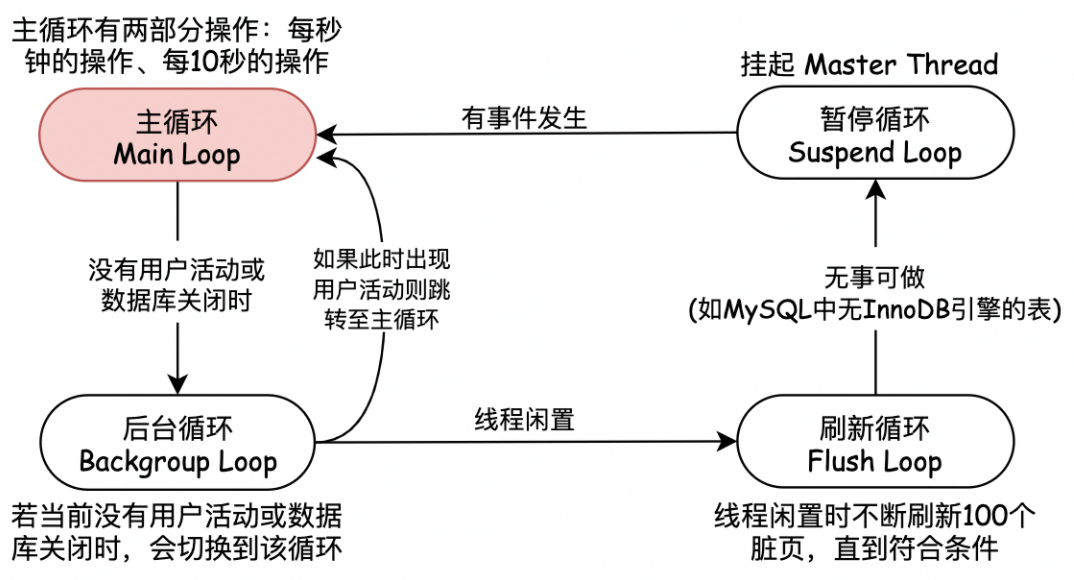 主循环有两部分操作：每秒
钟的操作、每10秒的操作
主循环
Main Loop
挂起 Master Thread
暂停循环
Suspend Loop
有事件发生
没有用户活动或
数据库关闭时
如果此时出现
用户活动则跳
转至主循环
无事可做
(如MySQL中无InnoDB引擎的表)
后台循环
Backgroup Loop
线程闲置
刷新循环
Flush Loop
若当前没有用户活动或数据
库关闭时，会切换到该循环
线程闲置时不断刷新100个
脏页，直到符合条件